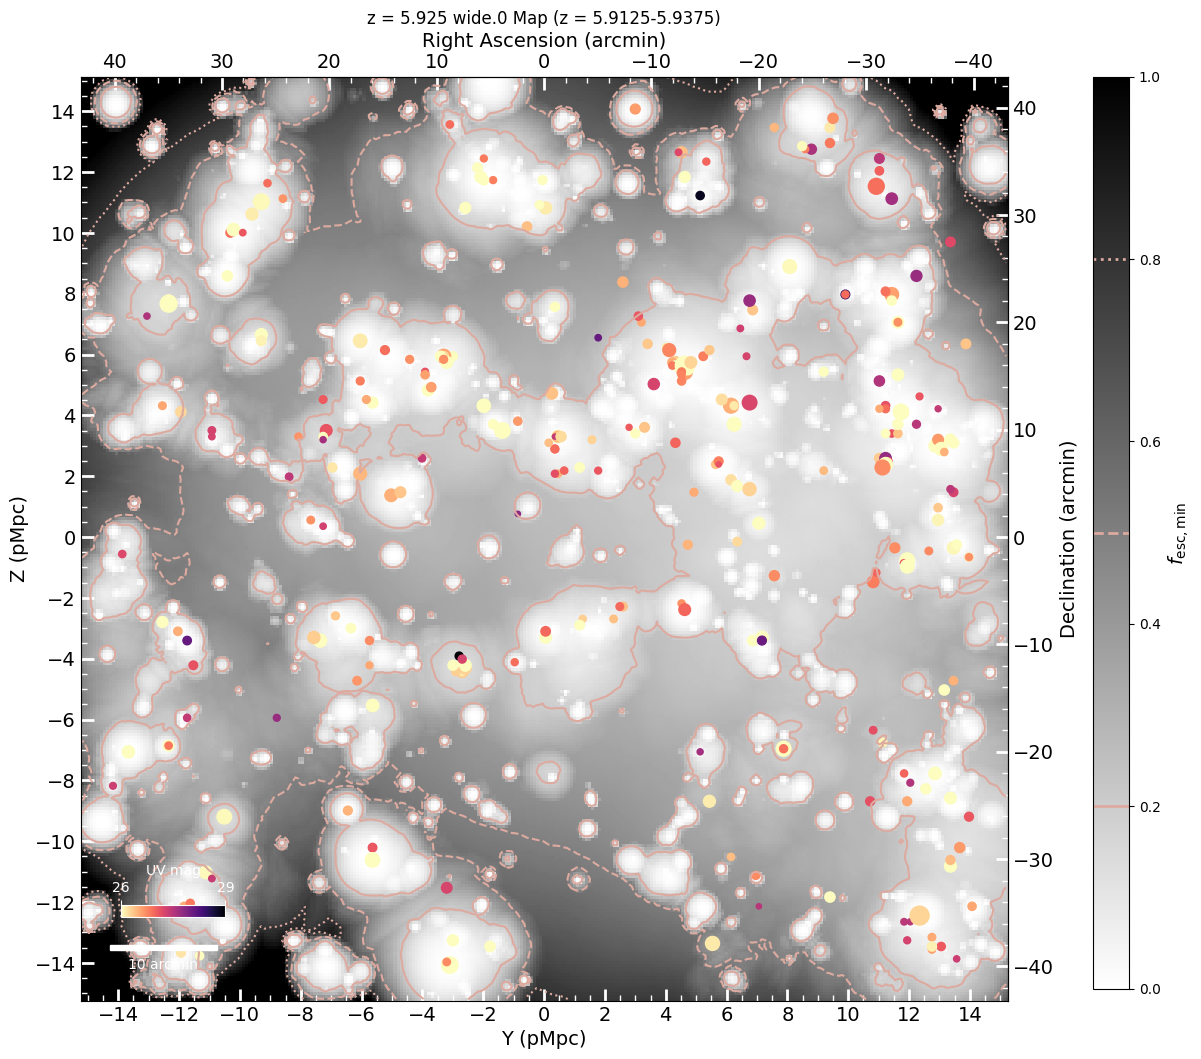 z = 5.925 wide.0 Map (z = 5.9125-5.9375)
Right Ascension (arcmin)
40 30 20 10 0 −10 −20 −30 −40
14 12 10 8 6 4 2 0 −2 −4 −6 −8 −10 −12 −14
Z (pMpc)
40 30 20 10 0 −10 −20 −30 −40
Declination (arcmin)
1.0 0.8 0.6 0.4 0.2 0.0
f_esc,min
UV mag
26 29
10 arcmin
−14 −12 −10 −8 −6 −4 −2 0 2 4 6 8 10 12 14
Y (pMpc)